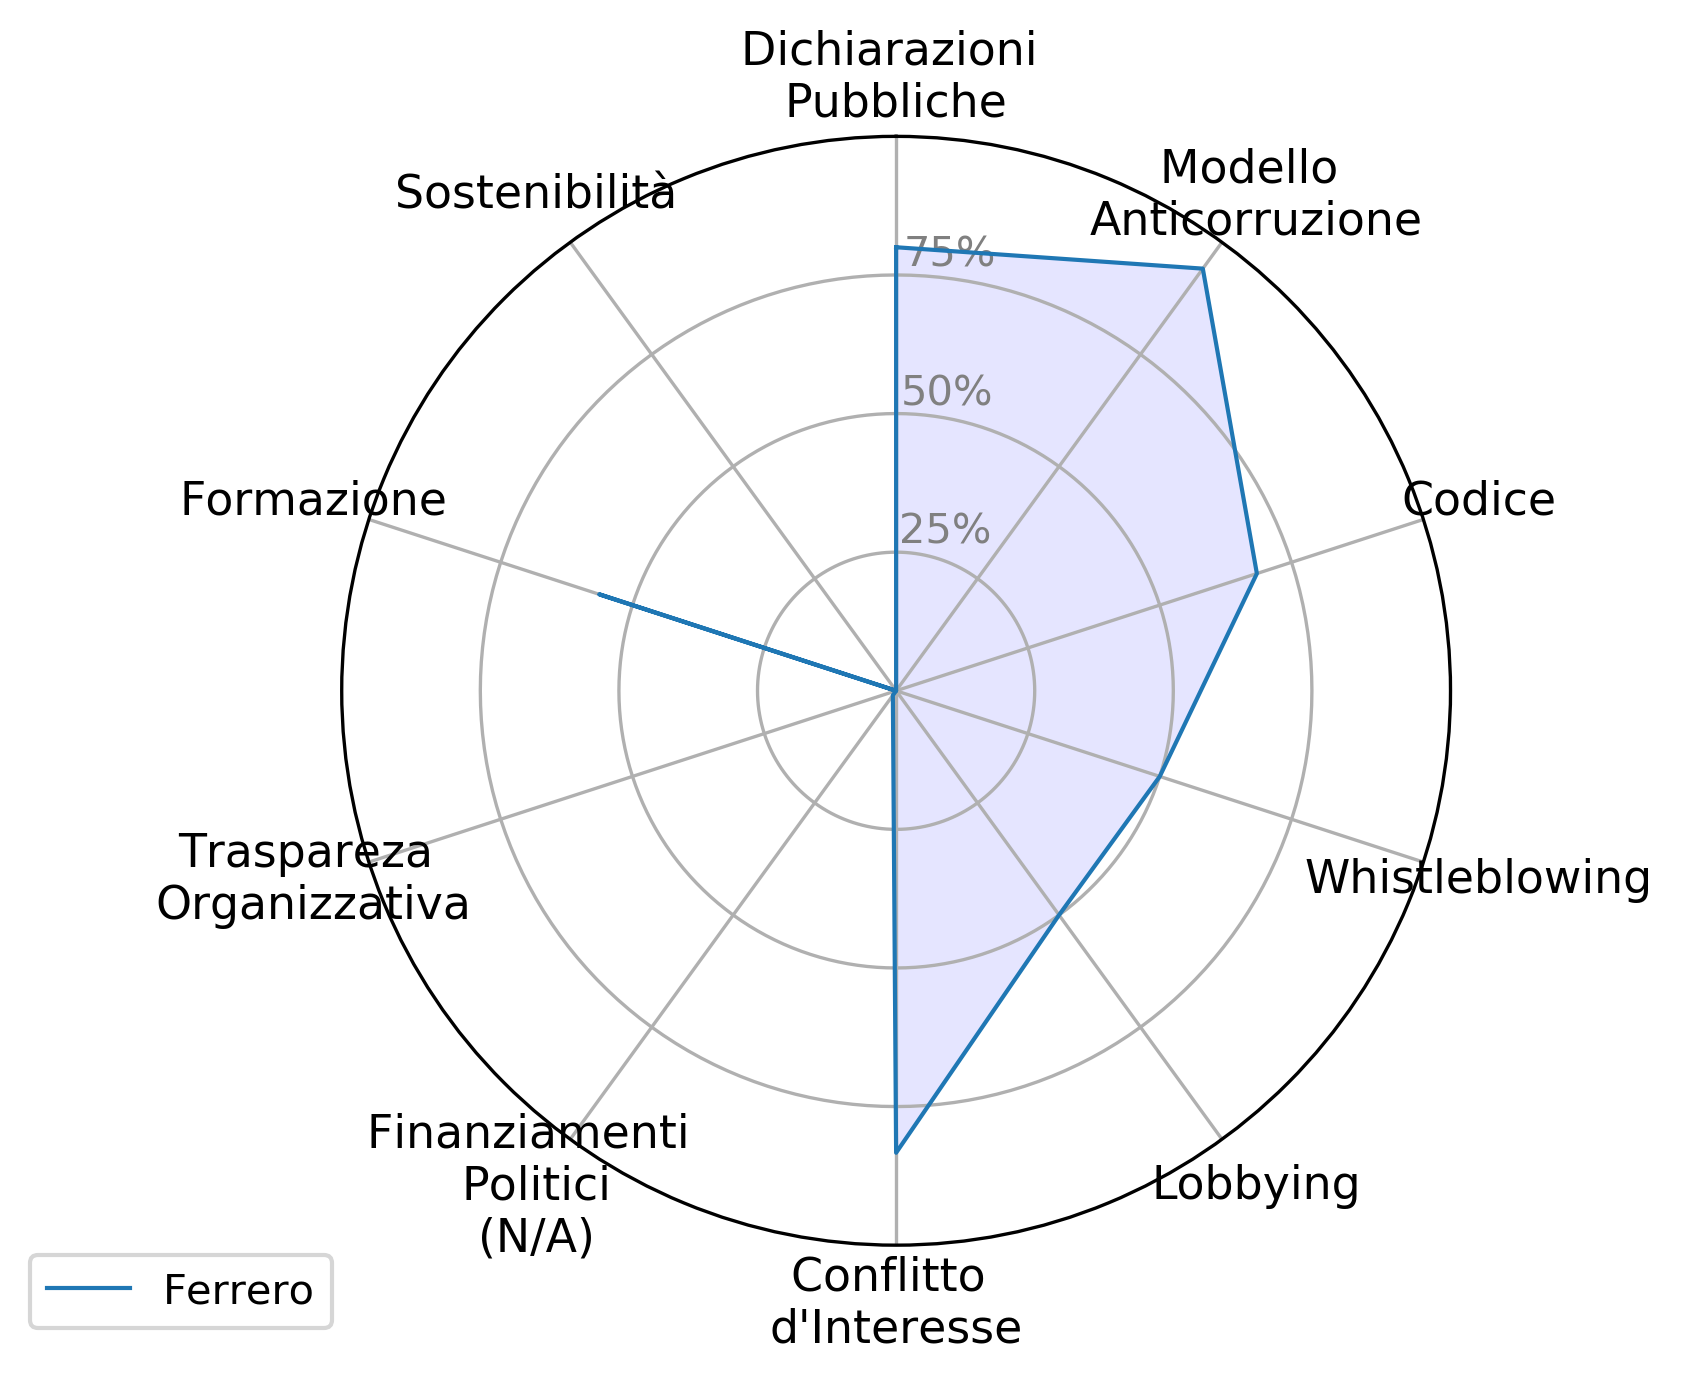 Dichiarazioni
Pubbliche
Modello
Anticorruzione
Sostenibilità
75%
50%
Formazione
Codice
25%
Traspareza
Organizzativa
Whistleblowing
Finanziamenti
Politici
(N/A)
Lobbying
Conflitto
d'Interesse
Ferrero